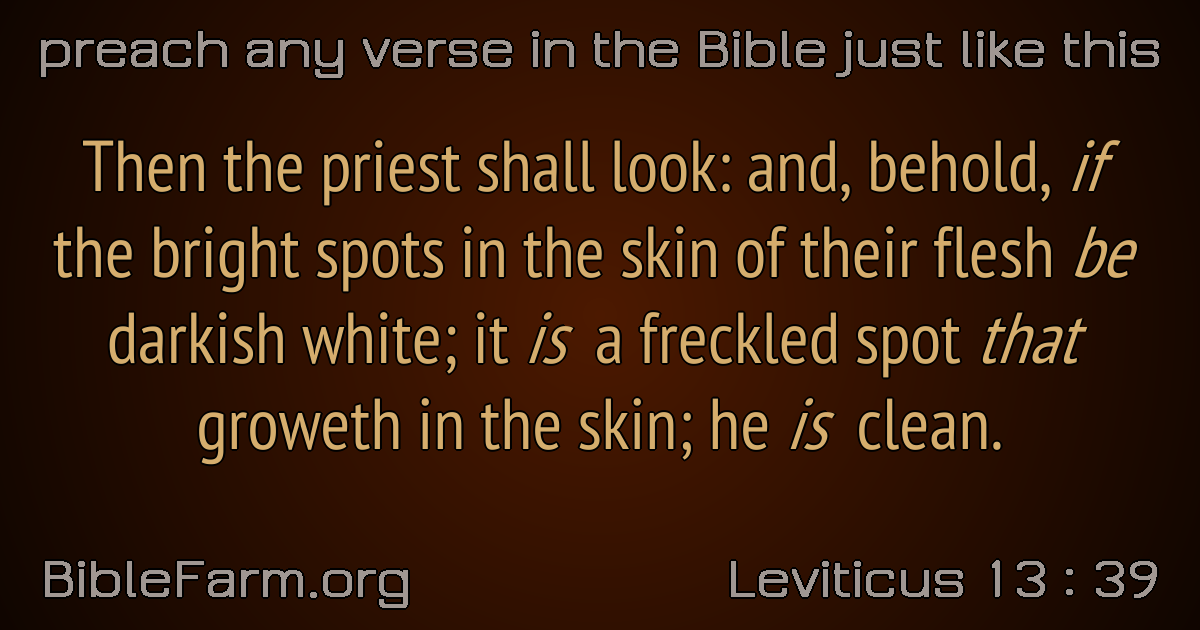 preach any verse in the Bible just like this
Then the priest shall look: and, behold, if
the bright spots in the skin of their flesh be
darkish white; it is a freckled spot that
groweth in the skin; he is clean.
BibleFarm.org
Leviticus 13 : 39